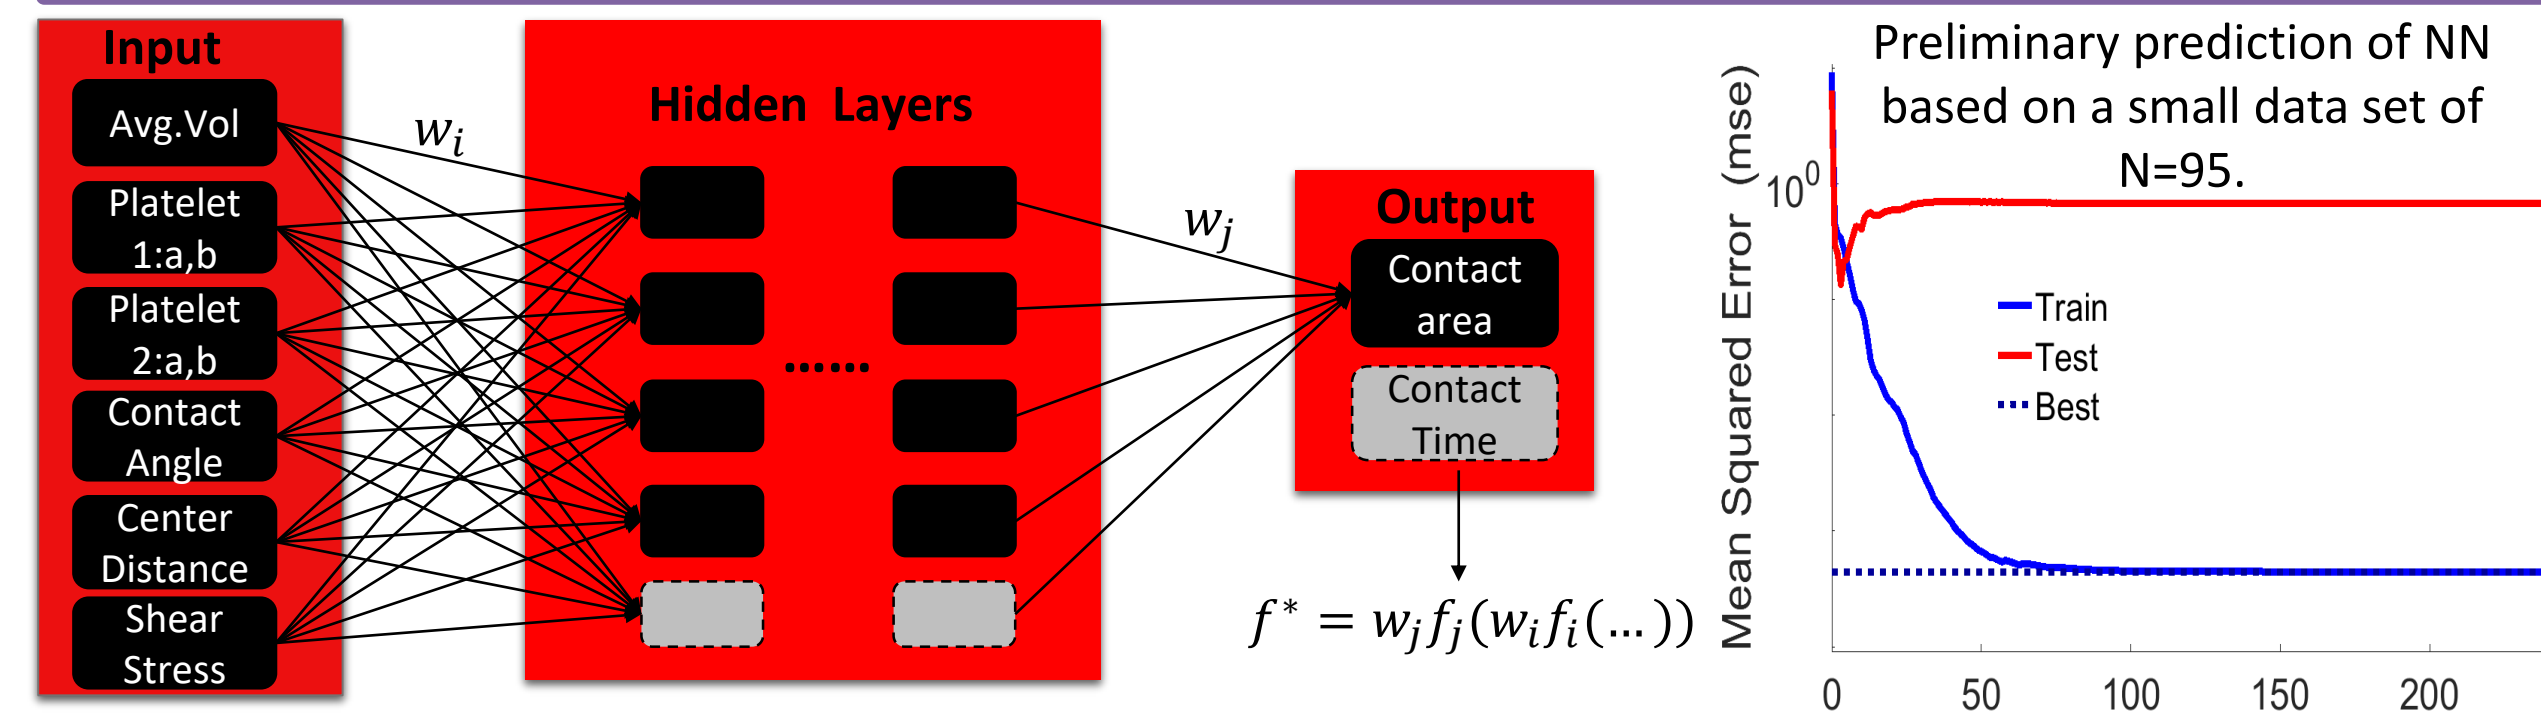 Input
Avg.Vol
Platelet
1:a,b
Platelet
2:a,b
Contact
Angle
Center
Distance
Shear
Stress
w_i
Hidden Layers
......
w_j
Output
Contact
area
Contact
Time
f* = w_j f_j(w_i f_i(…))
Preliminary prediction of NN
based on a small data set of
N=95.
Mean Squared Error (mse)
10^0
Train
Test
Best
0 50 100 150 200